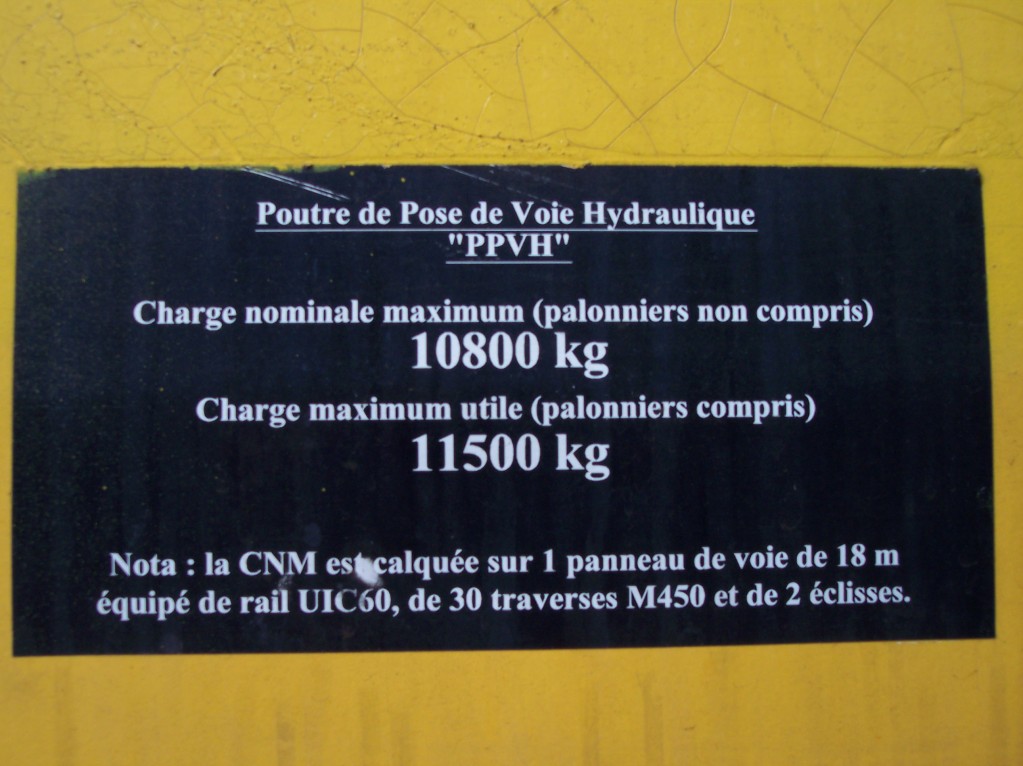 Poutre de Pose de Voie Hydraulique
"PPVH"
Charge nominale maximum (palonniers non compris)
10800 kg
Charge maximum utile (palonniers compris)
11500 kg
Nota : la CNM est calquée sur 1 panneau de voie de 18 m
équipé de rail UIC60, de 30 traverses M450 et de 2 éclisses.